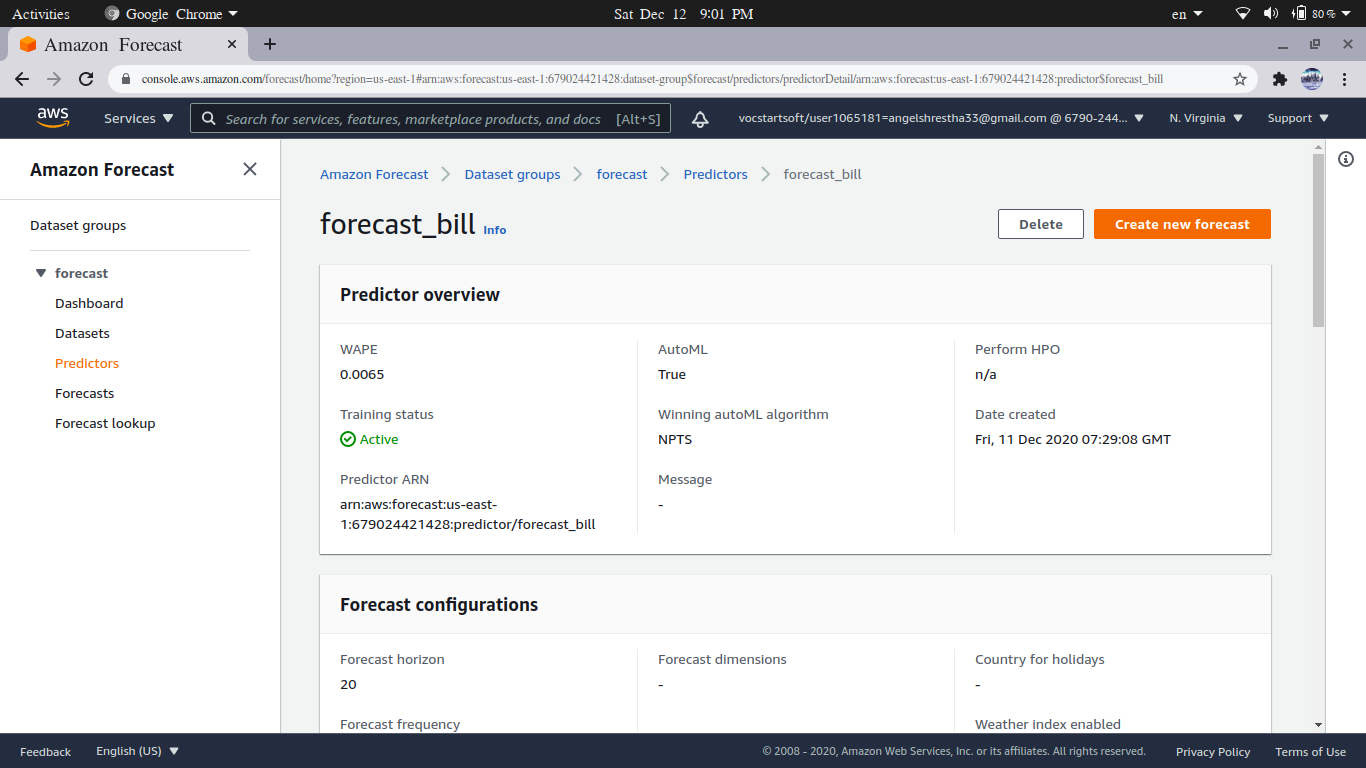 Activities Google Chrome Sat Dec 12 9:01 PM en 80%
Amazon Forecast
console.aws.amazon.com/forecast/home?region=us-east-1#arn:aws:forecast:us-east-1:679024421428:dataset-group$forecast/predictors/predictorDetail/arn:aws:forecast:us-east-1:679024421428:predictor$forecast_bill
aws Services Search for services, features, marketplace products, and docs [Alt+S] vocstartsoft/user1065181=angelshrestha33@gmail.com @ 6790-244... N. Virginia Support
Amazon Forecast
Dataset groups
forecast
Dashboard
Datasets
Predictors
Forecasts
Forecast lookup
Amazon Forecast Dataset groups forecast Predictors forecast_bill
forecast_bill Info Delete Create new forecast
Predictor overview
WAPE
0.0065
Training status
Active
Predictor ARN
arn:aws:forecast:us-east-
1:679024421428:predictor/forecast_bill
AutoML
True
Winning autoML algorithm
NPTS
Message
-
Perform HPO
n/a
Date created
Fri, 11 Dec 2020 07:29:08 GMT
Forecast configurations
Forecast horizon
20
Forecast frequency
Forecast dimensions
-
Country for holidays
-
Weather index enabled
Feedback English (US) © 2008 - 2020, Amazon Web Services, Inc. or its affiliates. All rights reserved. Privacy Policy Terms of Use